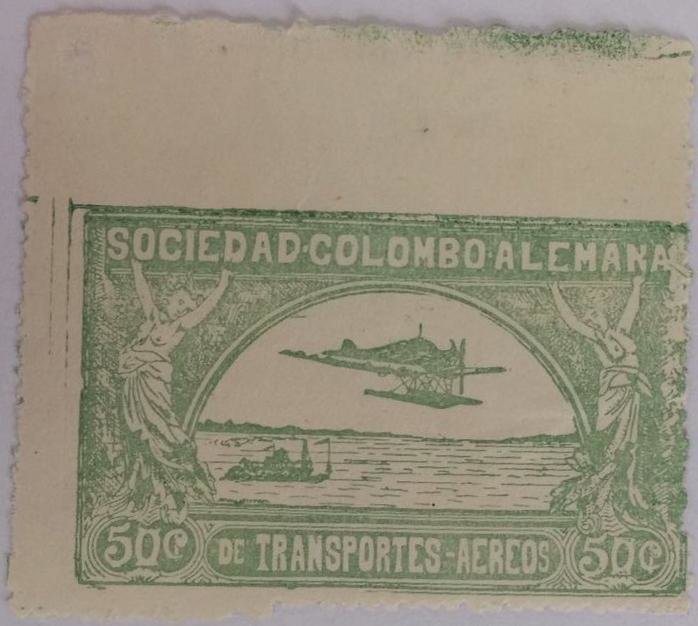 SOCIEDAD·COLOMBO·ALEMANA
50¢ DE TRANSPORTES-AEREOS 50¢